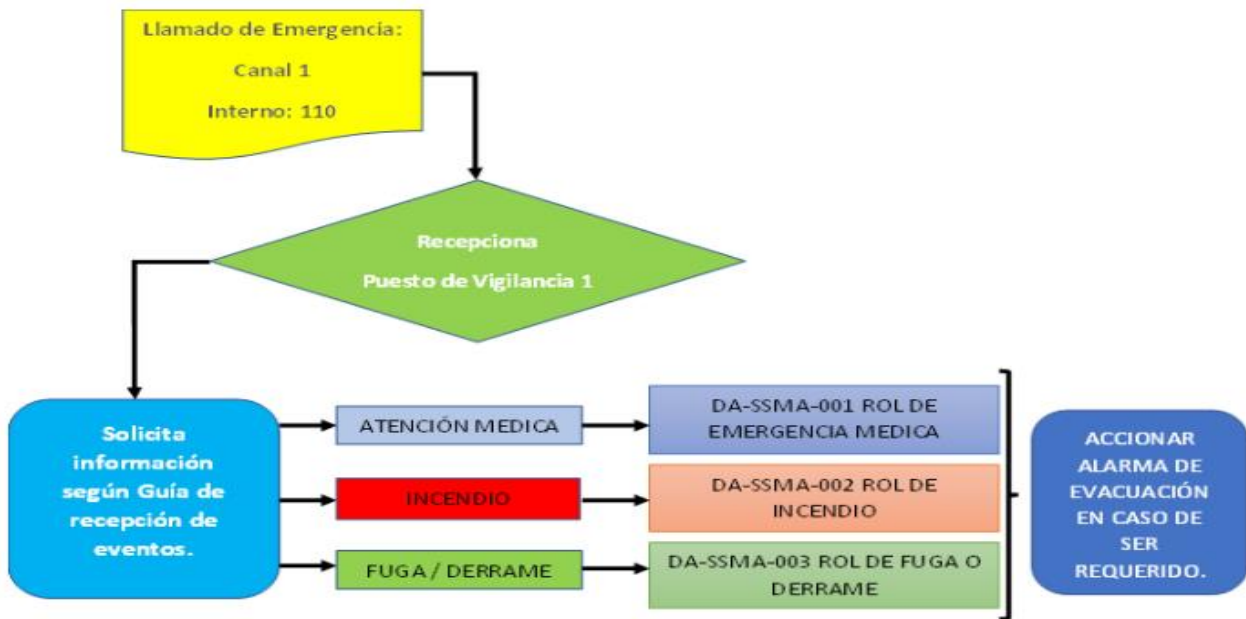 Llamado de Emergencia:
Canal 1
Interno: 110
Recepciona
Puesto de Vigilancia 1
Solicita
información
según Guía de
recepción de
eventos.
ATENCIÓN MEDICA
DA-SSMA-001 ROL DE
EMERGENCIA MEDICA
INCENDIO
DA-SSMA-002 ROL DE
INCENDIO
FUGA / DERRAME
DA-SSMA-003 ROL DE FUGA O
DERRAME
ACCIONAR
ALARMA DE
EVACUACIÓN
EN CASO DE
SER
REQUERIDO.